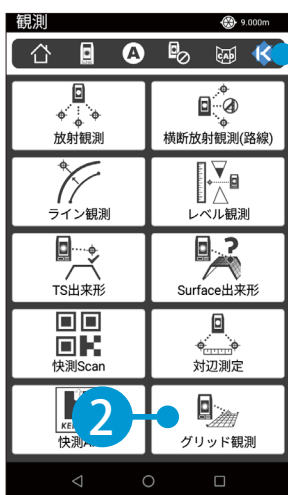 観測
9.000m
A
CAD
放射観測
横断放射観測(路線)
ライン観測
レベル観測
TS出来形
Surface出来形
快測Scan
対辺測定
2
グリッド観測